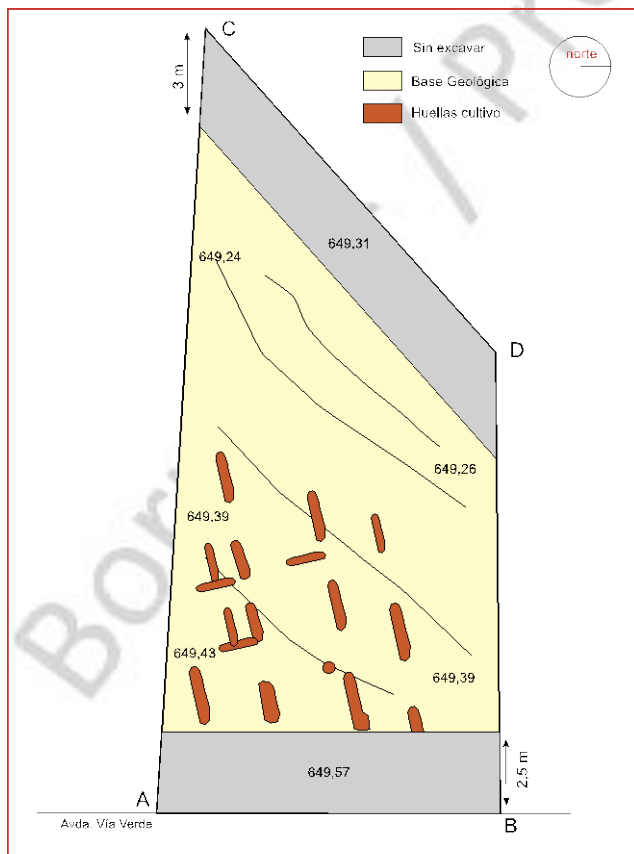 C
Sin excavar
norte
3 m
Base Geológica
Huellas cultivo
649,31
649,24
D
649,26
649,39
649,43
649,39
649,57
2,5 m
A
B
Avda. Vía Verde